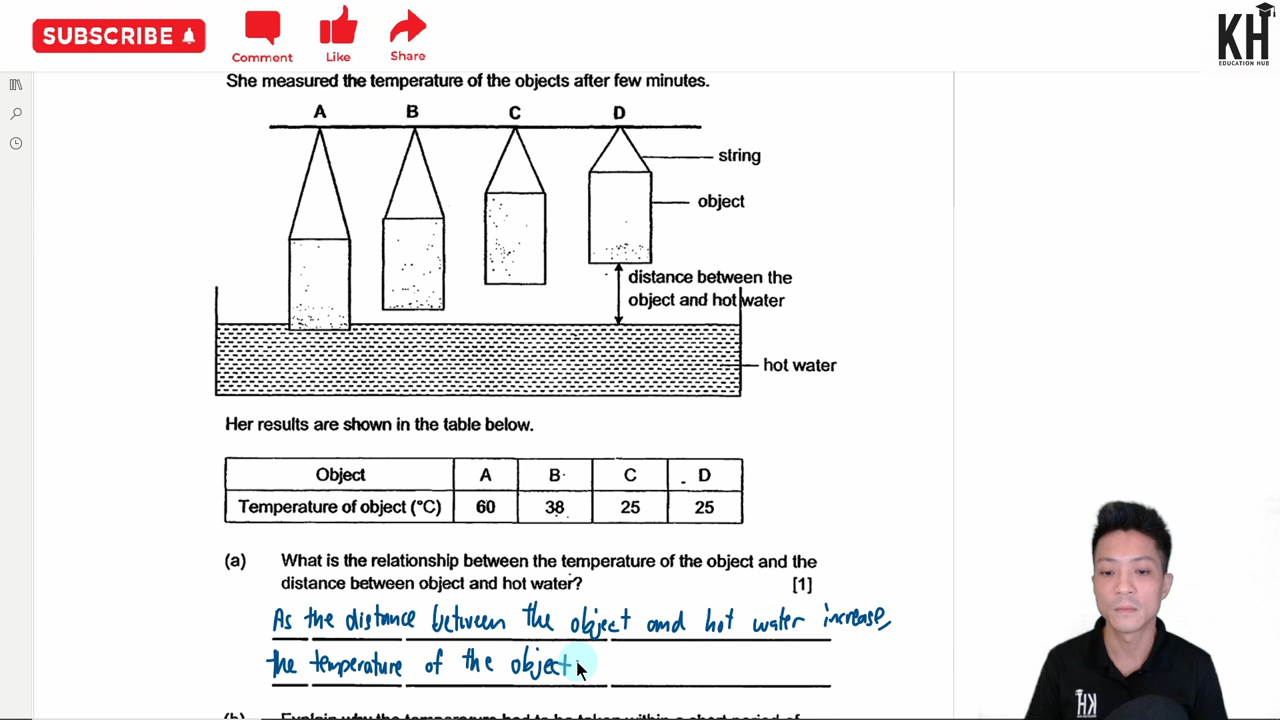 SUBSCRIBE
Comment
Like
Share
KH
EDUCATION HUB
She measured the temperature of the objects after few minutes.
A B C D
string
object
distance between the
object and hot water
hot water
Her results are shown in the table below.
Object A B C D
Temperature of object (°C) 60 38 25 25
(a) What is the relationship between the temperature of the object and the
distance between object and hot water? [1]
As the distance between the object and hot water increase,
the temperature of the object
KH